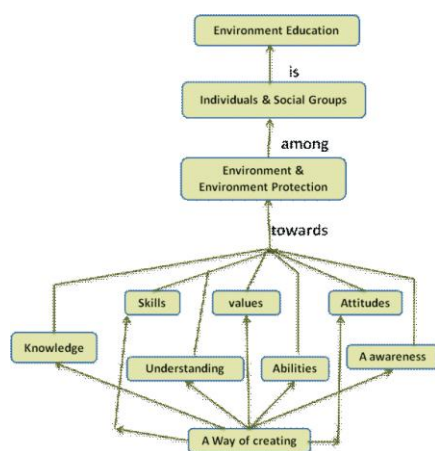 Environment Education
is
Individuals & Social Groups
among
Environment &
Environment Protection
towards
Skills
values
Attitudes
Knowledge
Understanding
Abilities
A awareness
A Way of creating